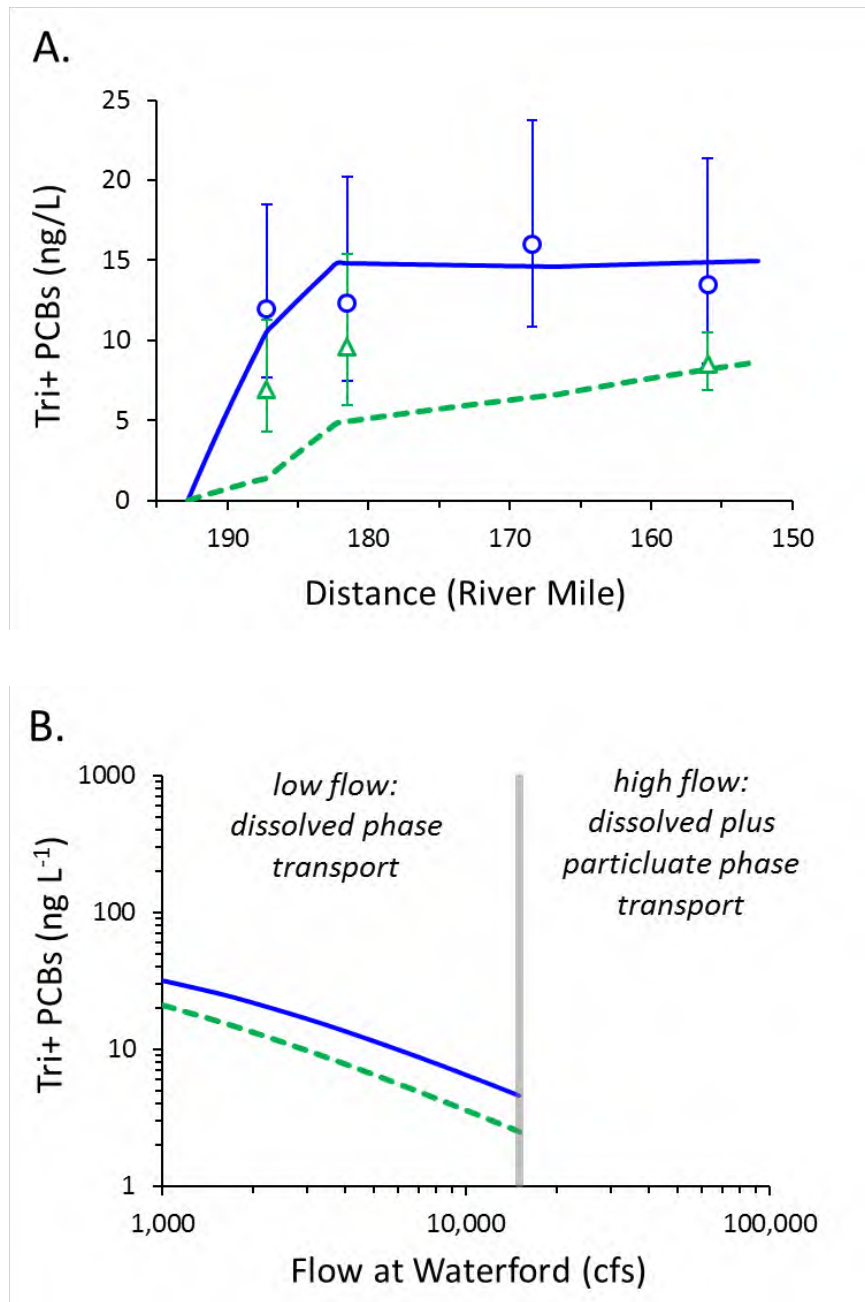 A.
Tri+ PCBs (ng/L)
25
20
15
10
5
0
190
180
170
160
150
Distance (River Mile)
B.
Tri+ PCBs (ng L-1)
1000
100
10
1
low flow:
dissolved phase
transport
high flow:
dissolved plus
particluate phase
transport
1,000
10,000
100,000
Flow at Waterford (cfs)